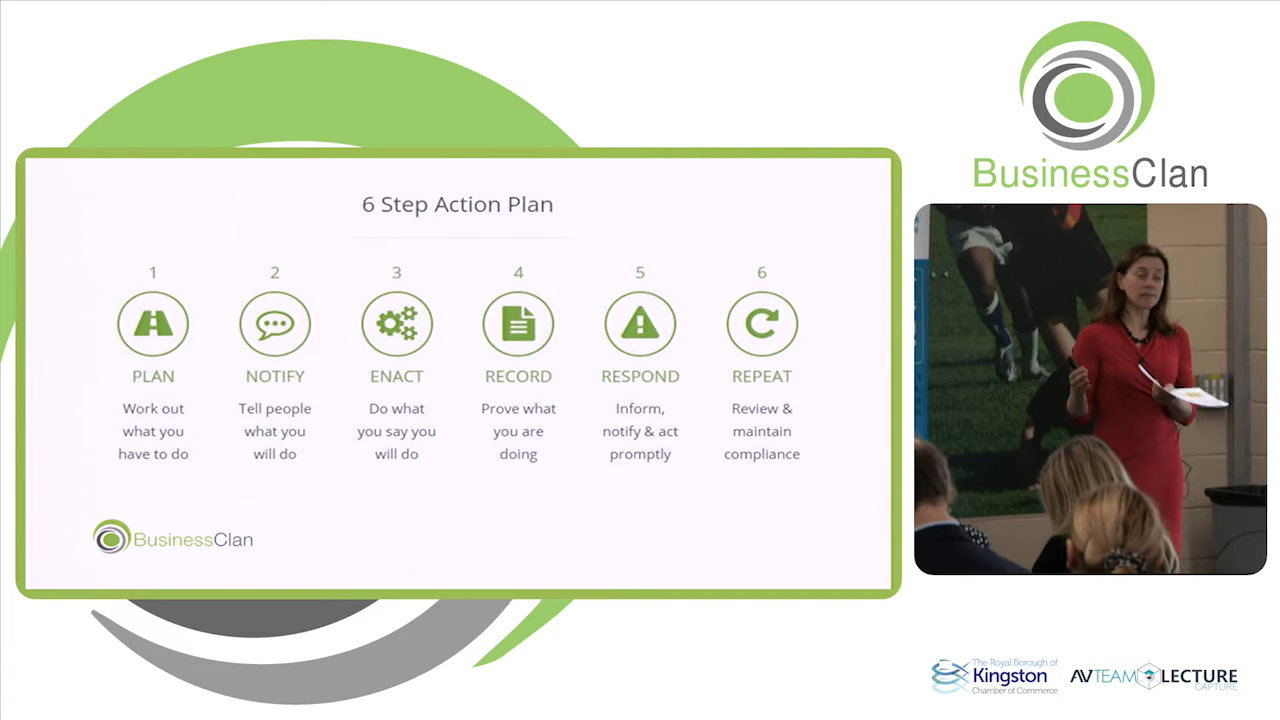 BusinessClan
6 Step Action Plan
1
2
3
4
5
6
PLAN
NOTIFY
ENACT
RECORD
RESPOND
REPEAT
Work out
what you
have to do
Tell people
what you
will do
Do what
you say you
will do
Prove what
you are
doing
Inform,
notify & act
promptly
Review &
maintain
compliance
BusinessClan
The Royal Borough of
Kingston
Chamber of Commerce
AVTEAM LECTURE
CAPTURE